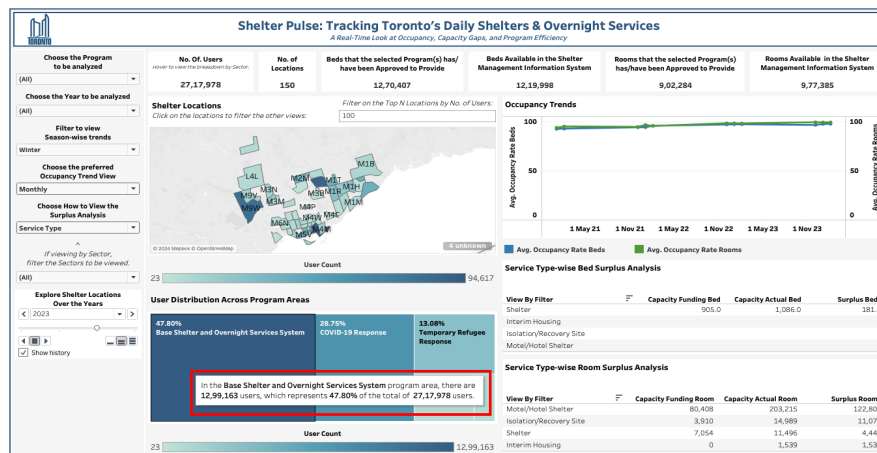 Shelter Pulse: Tracking Toronto's Daily Shelters & Overnight Services
A Real-Time Look at Occupancy, Capacity Gaps, and Program Efficiency
TORONTO
Choose the Program
to be analyzed
(All)
Choose the Year to be analyzed
(All)
Filter to view
Season-wise trends
Winter
Choose the preferred
Occupancy Trend View
Monthly
Choose How to View the
Surplus Analysis
Service Type
^
If viewing by Sector,
filter the Sectors to be viewed.
(All)
Explore Shelter Locations
Over the Years
2023
Show history
No. Of. Users
Hover to view the breakdown by Sector.
27,17,978
No. of
Locations
150
Beds that the selected Program(s) has/
have been Approved to Provide
12,70,407
Beds Available in the Shelter
Management Information System
12,19,998
Rooms that the selected Program(s)
has/have been Approved to Provide
9,02,284
Rooms Available in the Shelter
Management Information System
9,77,385
Shelter Locations
Click on the locations to filter the other views:
Filter on the Top N Locations by No. of Users:
100
M1B
L4L
M2M
M1T
M3N
M3B
M1R
M1H
M9V
M3M
M1M
M9W
M4P
M4W
M4C
M6N
M5V
M4M
© 2024 Mapbox © OpenStreetMap
4 unknown
User Count
23
94,617
User Distribution Across Program Areas
47.80%
Base Shelter and Overnight Services System
28.75%
COVID-19 Response
13.08%
Temporary Refugee
Response
In the Base Shelter and Overnight Services System program area, there are
12,99,163 users, which represents 47.80% of the total of 27,17,978 users.
User Count
23
12,99,163
Occupancy Trends
Avg. Occupancy Rate Beds
100
50
0
100
50
0
Avg. Occupancy Rate Rooms
1 May 21 1 Nov 21 1 May 22 1 Nov 22 1 May 23 1 Nov 23
Avg. Occupancy Rate Beds
Avg. Occupancy Rate Rooms
Service Type-wise Bed Surplus Analysis
View By Filter Capacity Funding Bed Capacity Actual Bed Surplus Bed
Shelter 905.0 1,086.0 181.
Interim Housing
Isolation/Recovery Site
Motel/Hotel Shelter
Service Type-wise Room Surplus Analysis
View By Filter Capacity Funding Room Capacity Actual Room Surplus Room
Motel/Hotel Shelter 80,408 203,215 122,80
Isolation/Recovery Site 3,910 14,989 11,07
Shelter 7,054 11,496 4,44
Interim Housing 0 1,539 1,53